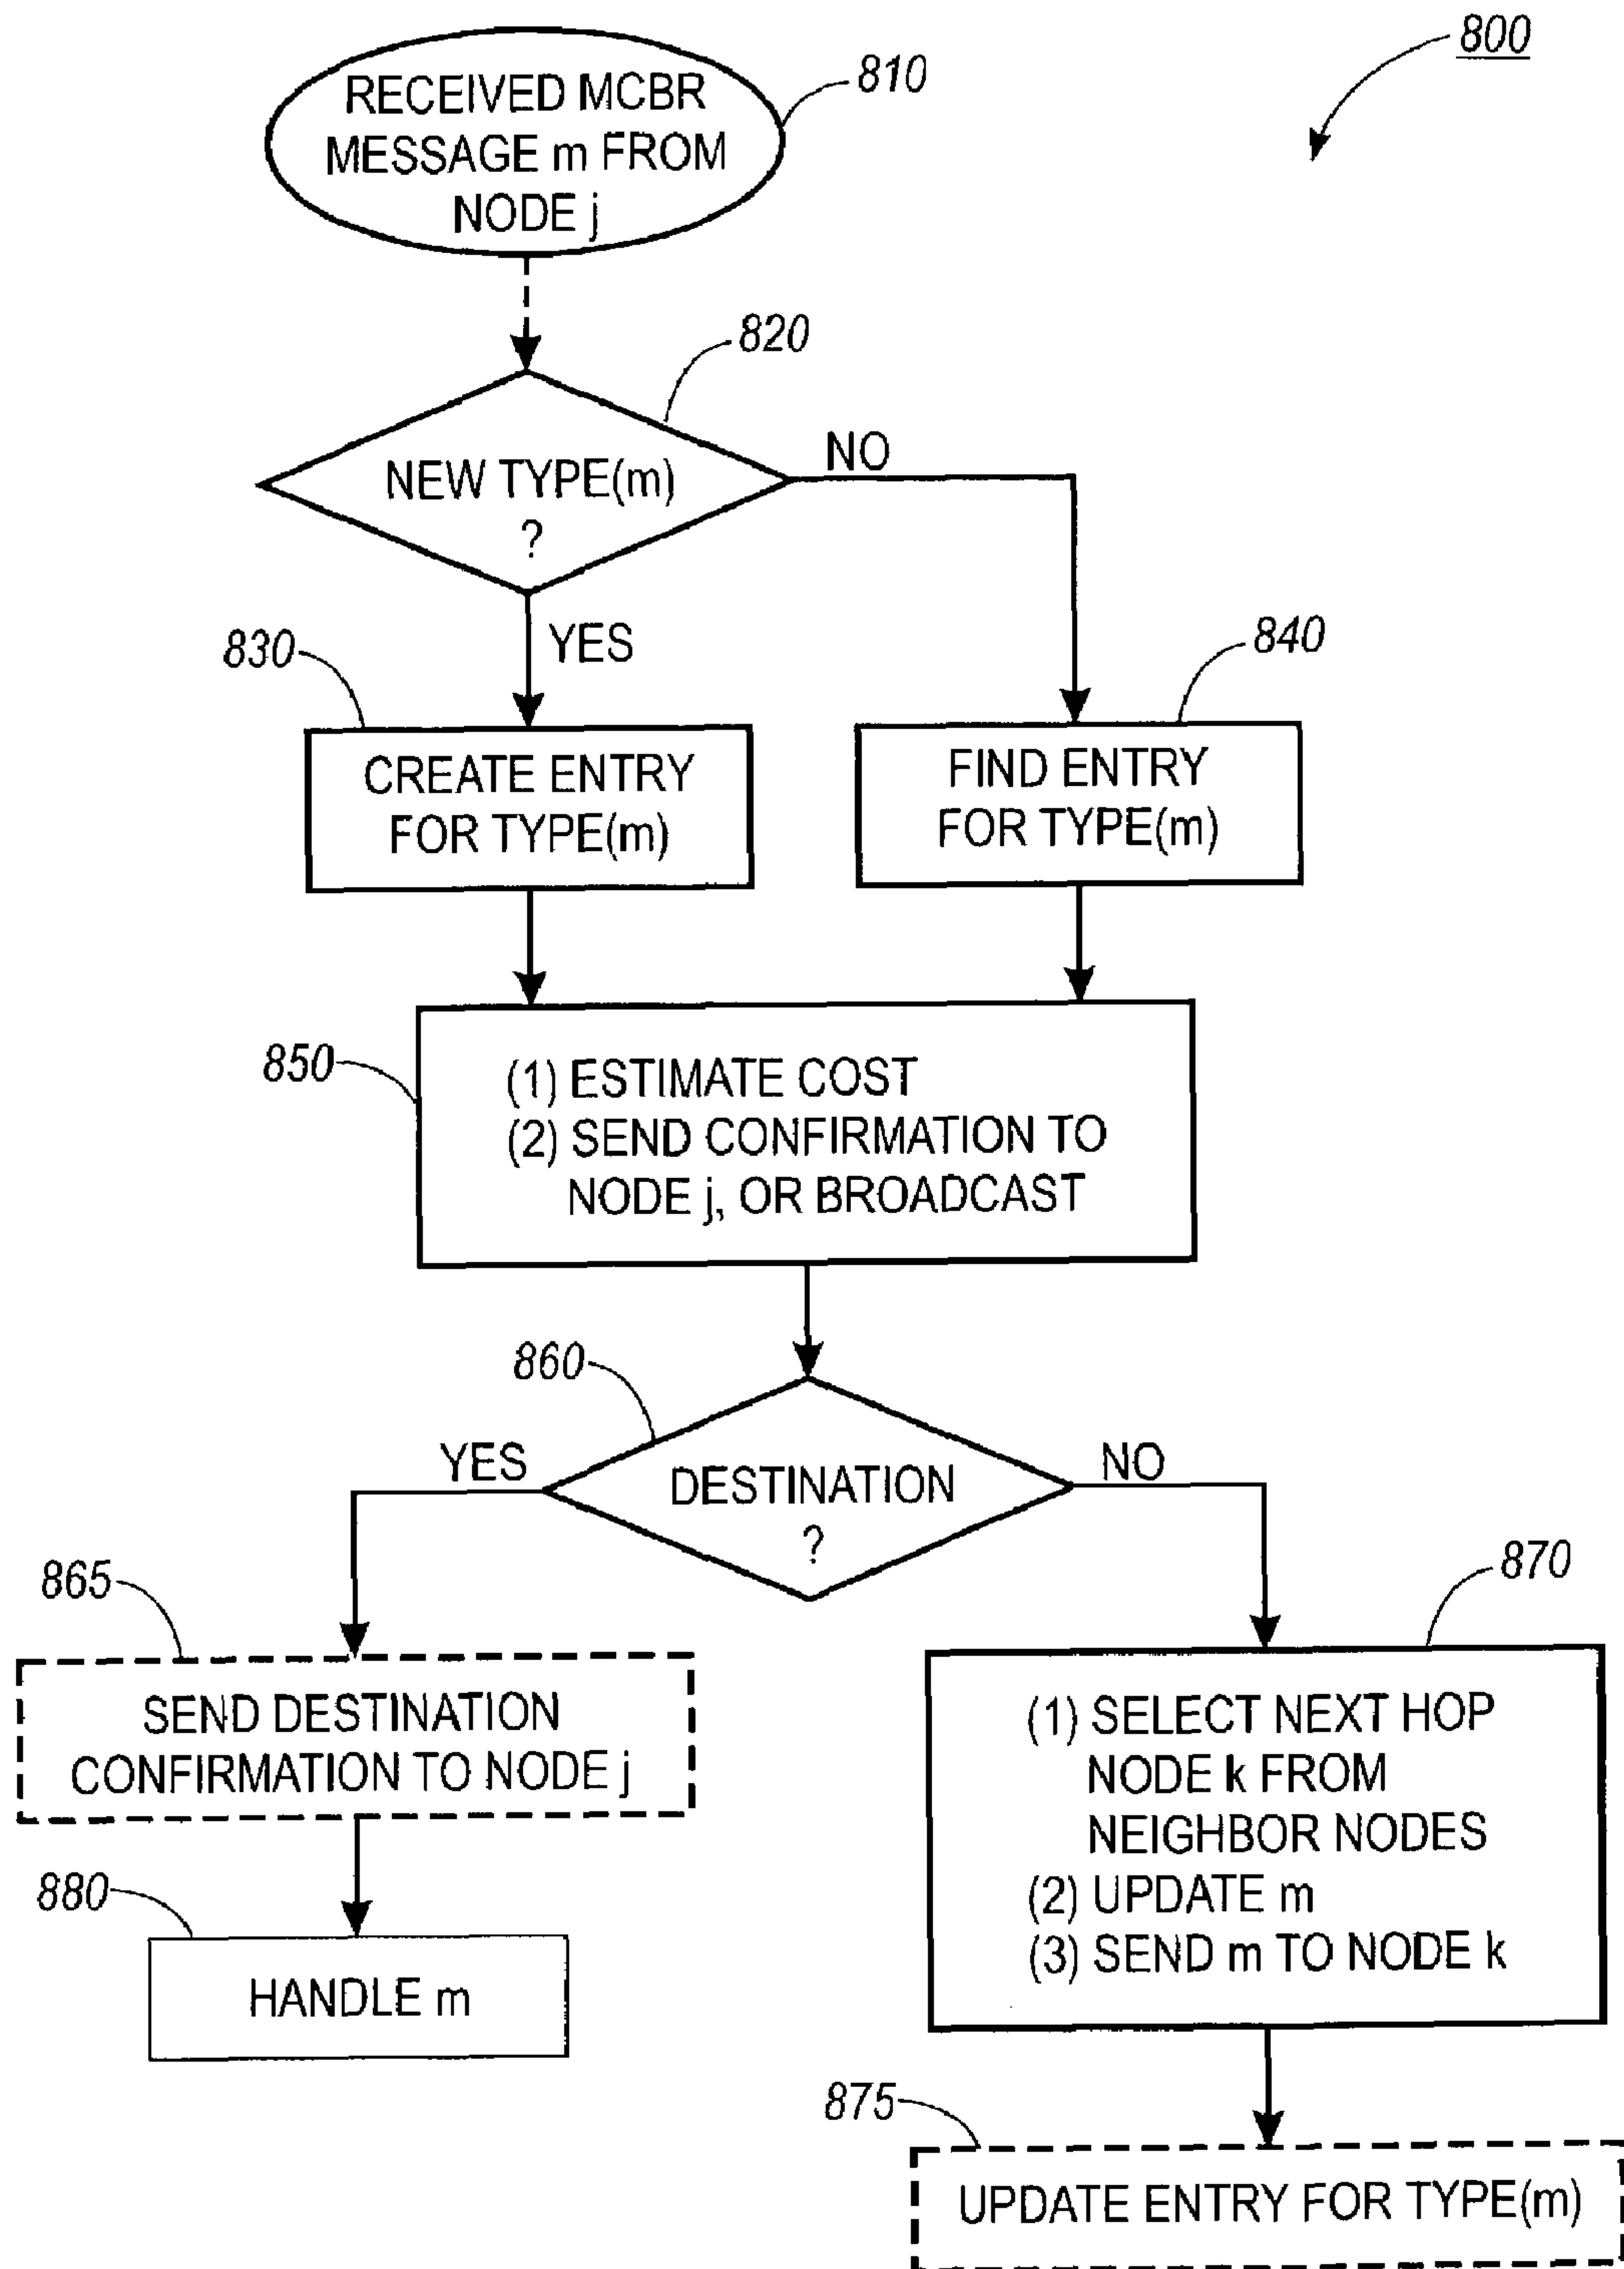 800
810
RECEIVED MCBR
MESSAGE m FROM
NODE j
820
NEW TYPE(m)
?
NO
YES
830
CREATE ENTRY
FOR TYPE(m)
840
FIND ENTRY
FOR TYPE(m)
850
(1) ESTIMATE COST
(2) SEND CONFIRMATION TO
NODE j, OR BROADCAST
860
DESTINATION
?
YES
NO
865
SEND DESTINATION
CONFIRMATION TO NODE j
870
(1) SELECT NEXT HOP
NODE k FROM
NEIGHBOR NODES
(2) UPDATE m
(3) SEND m TO NODE k
880
HANDLE m
875
UPDATE ENTRY FOR TYPE(m)